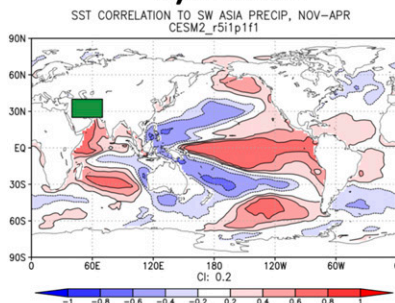 SST CORRELATION TO SW ASIA PRECIP, NOV-APR
CESM2_r5i1p1f1
90N
60N
30N
EQ
30S
60S
90S
0 60E 120E 180 120W 60W 0
CI: 0.2
-1 -0.8 -0.6 -0.4 -0.2 0.2 0.4 0.6 0.8 1